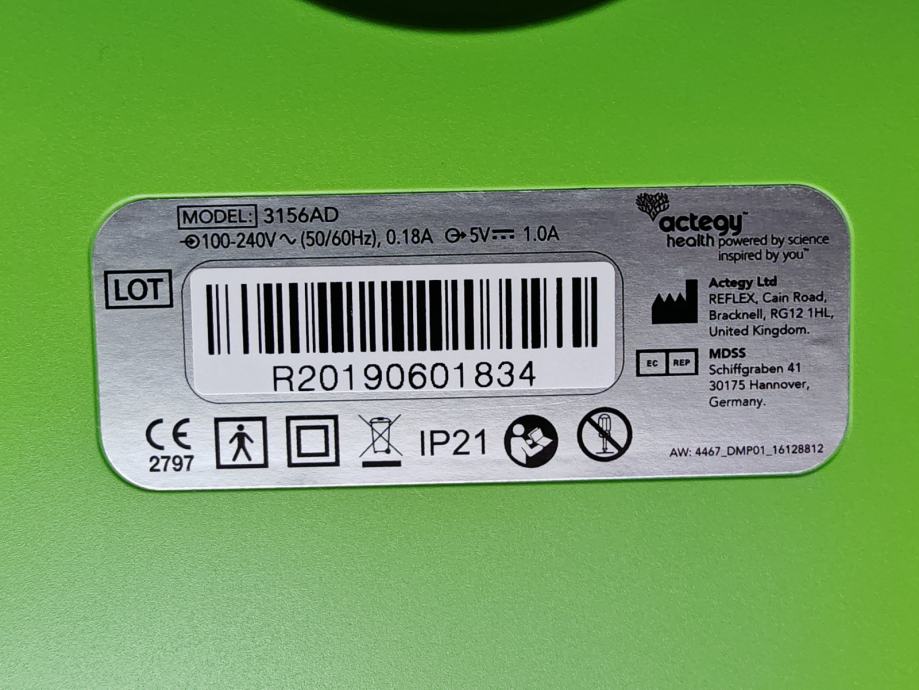 MODEL: 3156AD
100-240V ~ (50/60Hz), 0.18A 5V⎓ 1.0A
LOT
R20190601834
CE
2797
IP21
actegy™
health powered by science
inspired by you™
Actegy Ltd
REFLEX, Cain Road,
Bracknell, RG12 1HL,
United Kingdom.
EC REP
MDSS
Schiffgraben 41
30175 Hannover,
Germany.
AW: 4467_DMP01_16128812